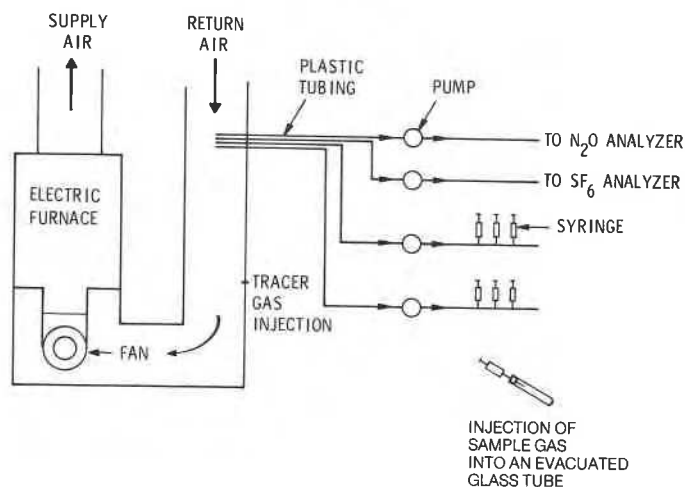 SUPPLY
AIR
RETURN
AIR
PLASTIC
TUBING
PUMP
TO N2O ANALYZER
TO SF6 ANALYZER
ELECTRIC
FURNACE
SYRINGE
TRACER
GAS
INJECTION
FAN
INJECTION OF
SAMPLE GAS
INTO AN EVACUATED
GLASS TUBE